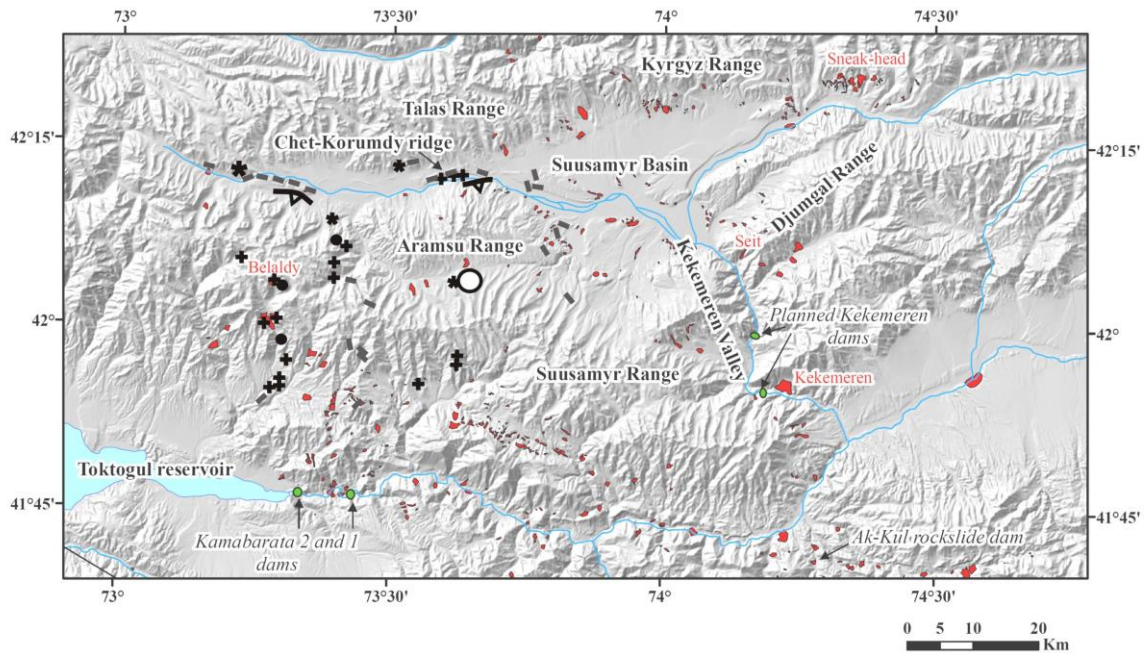 73°
73°30'
74°
74°30'
Kyrgyz Range
Sneak-head
Talas Range
42°15'
42°15'
Chet-Korumdy ridge
Suusamyr Basin
Djumgal Range
Aramsu Range
Seit
Belaldy
Kekemeren Valley
42°
42°
Planned Kekemeren
dams
Suusamyr Range
Kekemeren
Toktogul reservoir
41°45'
41°45'
Kamabarata 2 and 1
dams
Ak-Kul rockslide dam
73°
73°30'
74°
74°30'
0 5 10 20
Km